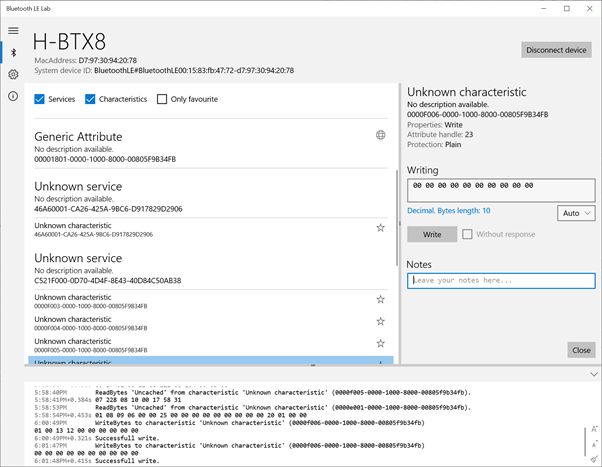 Bluetooth LE Lab
H-BTX8
MacAddress: D7:97:30:94:20:78
System device ID: BluetoothLE#BluetoothLE00:15:83:fb:47:72-d7:97:30:94:20:78
Disconnect device
Services
Characteristics
Only favourite
Generic Attribute
No description available.
00001801-0000-1000-8000-00805F9B34FB
Unknown service
No description available.
46A60001-CA26-425A-9BC6-D917829D2906
Unknown characteristic
46A60001-CA26-425A-9BC6-D917829D2906
Unknown service
No description available.
C521F000-0D70-4D4F-8E43-40D84C50AB38
Unknown characteristic
0000F003-0000-1000-8000-00805F9B34FB
Unknown characteristic
0000F004-0000-1000-8000-00805F9B34FB
Unknown characteristic
0000F005-0000-1000-8000-00805F9B34FB
Unknown characteristic
Unknown characteristic
No description available.
0000F006-0000-1000-8000-00805F9B34FB
Properties: Write
Attribute handle: 23
Protection: Plain
Writing
00 00 00 00 00 00 00 00 00 00
Decimal. Bytes length: 10
Auto
Write
Without response
Notes
Leave your notes here...
Close
5:58:40PM ReadBytes 'Uncached' from characteristic 'Unknown characteristic' (0000f005-0000-1000-8000-00805f9b34fb).
5:58:41PM+0.384s 07 228 08 10 00 17 58 31
5:58:53PM ReadBytes 'Uncached' from characteristic 'Unknown characteristic' (0000e001-0000-1000-8000-00805f9b34fb).
5:58:54PM+0.453s 01 08 09 06 00 00 25 00 00 00 00 00 00 00 00 20 01 00 00
6:00:49PM WriteBytes to characteristic 'Unknown characteristic' (0000f006-0000-1000-8000-00805f9b34fb)
01 00 13 12 00 00 00 00 00 00
6:00:49PM+0.321s Successful write.
6:01:47PM WriteBytes to characteristic 'Unknown characteristic' (0000f006-0000-1000-8000-00805f9b34fb)
00 00 00 00 00 00 00 00 00 00
6:01:48PM+0.415s Successful write.